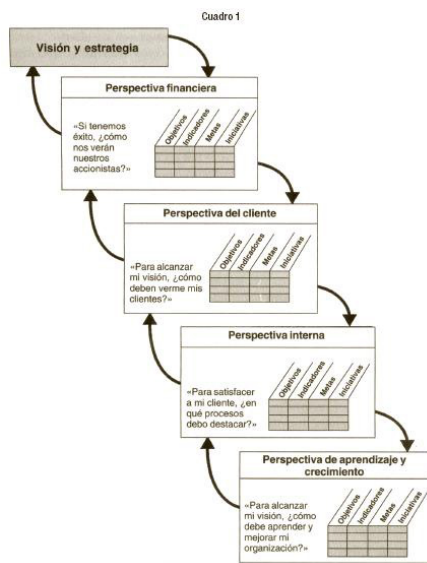 Cuadro 1
Visión y estrategia
Perspectiva financiera
«Si tenemos
éxito, ¿cómo
nos verán
nuestros
accionistas?»
Objetivos
Indicadores
Metas
Iniciativas
Perspectiva del cliente
«Para alcanzar
mi visión, ¿cómo
deben verme mis
clientes?»
Objetivos
Indicadores
Metas
Iniciativas
Perspectiva interna
«Para satisfacer
a mi cliente, ¿en
qué procesos
debo destacar?»
Objetivos
Indicadores
Metas
Iniciativas
Perspectiva de aprendizaje y
crecimiento
«Para alcanzar
mi visión, ¿cómo
debe aprender y
mejorar mi
organización?»
Objetivos
Indicadores
Metas
Iniciativas